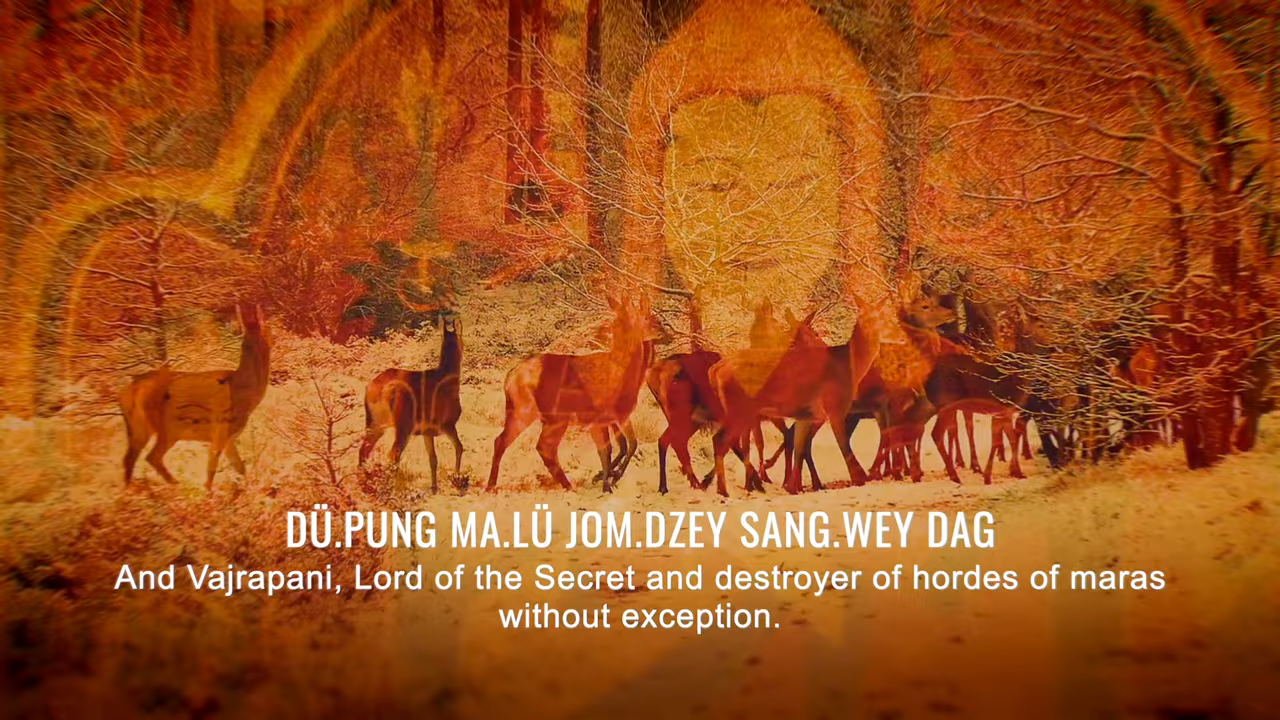 DÜ.PUNG MA.LÜ JOM.DZEY SANG.WEY DAG
And Vajrapani, Lord of the Secret and destroyer of hordes of maras
without exception.